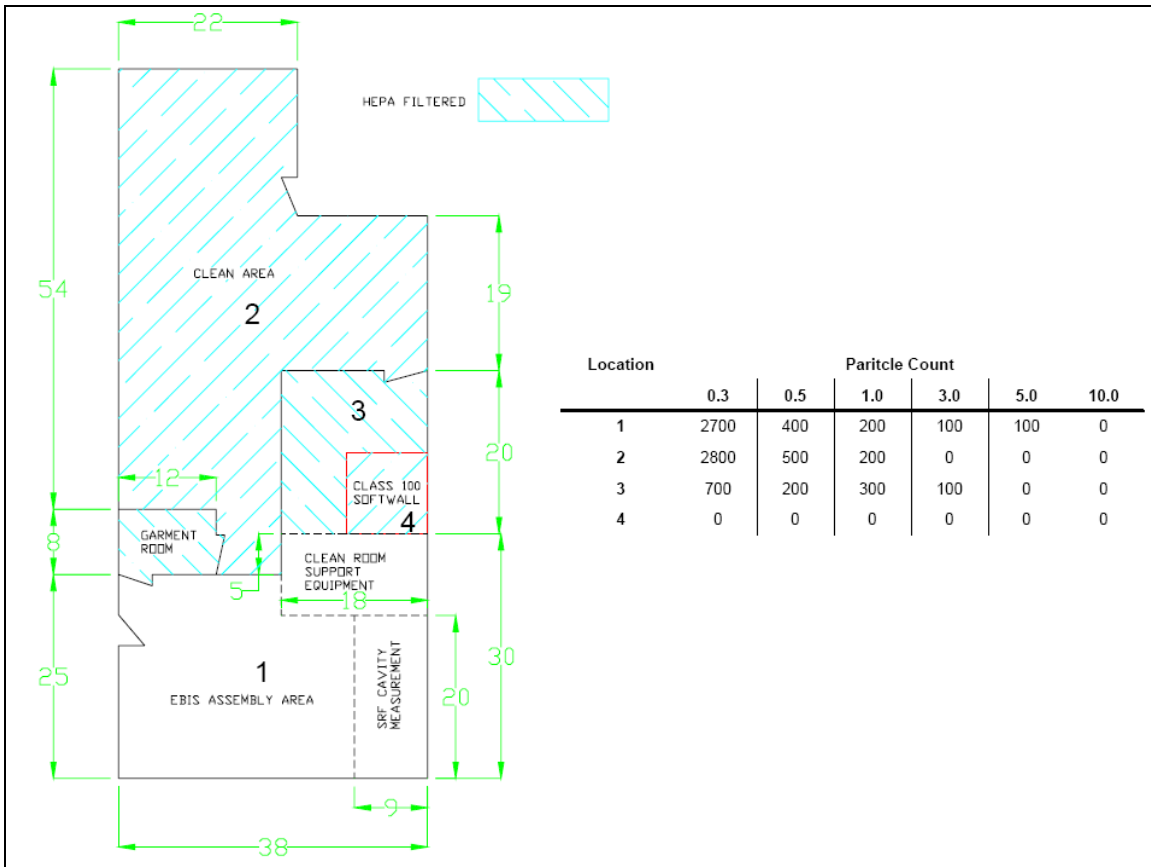 22
HEPA FILTERED
54
CLEAN AREA
2
19
3
20
12
CLASS 100
SOFTWALL
4
8
GARMENT
ROOM
CLEAN ROOM
SUPPORT
EQUIPMENT
5
18
25
1
EBIS ASSEMBLY AREA
SRF CAVITY
MEASUREMENT
20
30
9
38
Location Paritcle Count
0.3 0.5 1.0 3.0 5.0 10.0
1 2700 400 200 100 100 0
2 2800 500 200 0 0 0
3 700 200 300 100 0 0
4 0 0 0 0 0 0